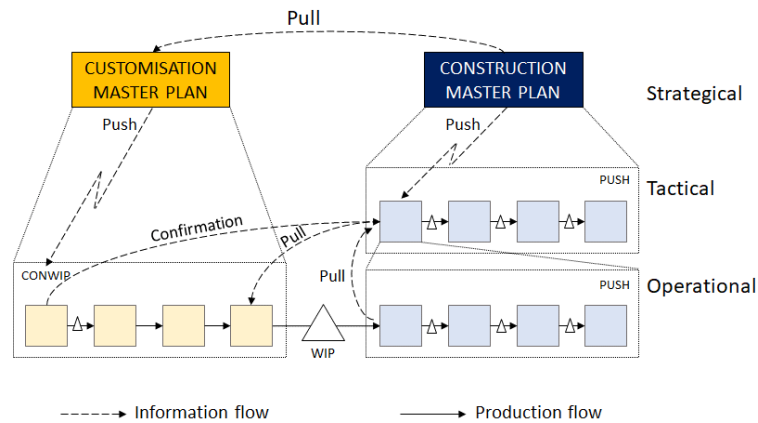 Pull
CUSTOMISATION
MASTER PLAN
CONSTRUCTION
MASTER PLAN
Strategical
Push
Push
PUSH
Tactical
Confirmation
Pull
Pull
CONWIP
PUSH
Operational
WIP
Information flow
Production flow